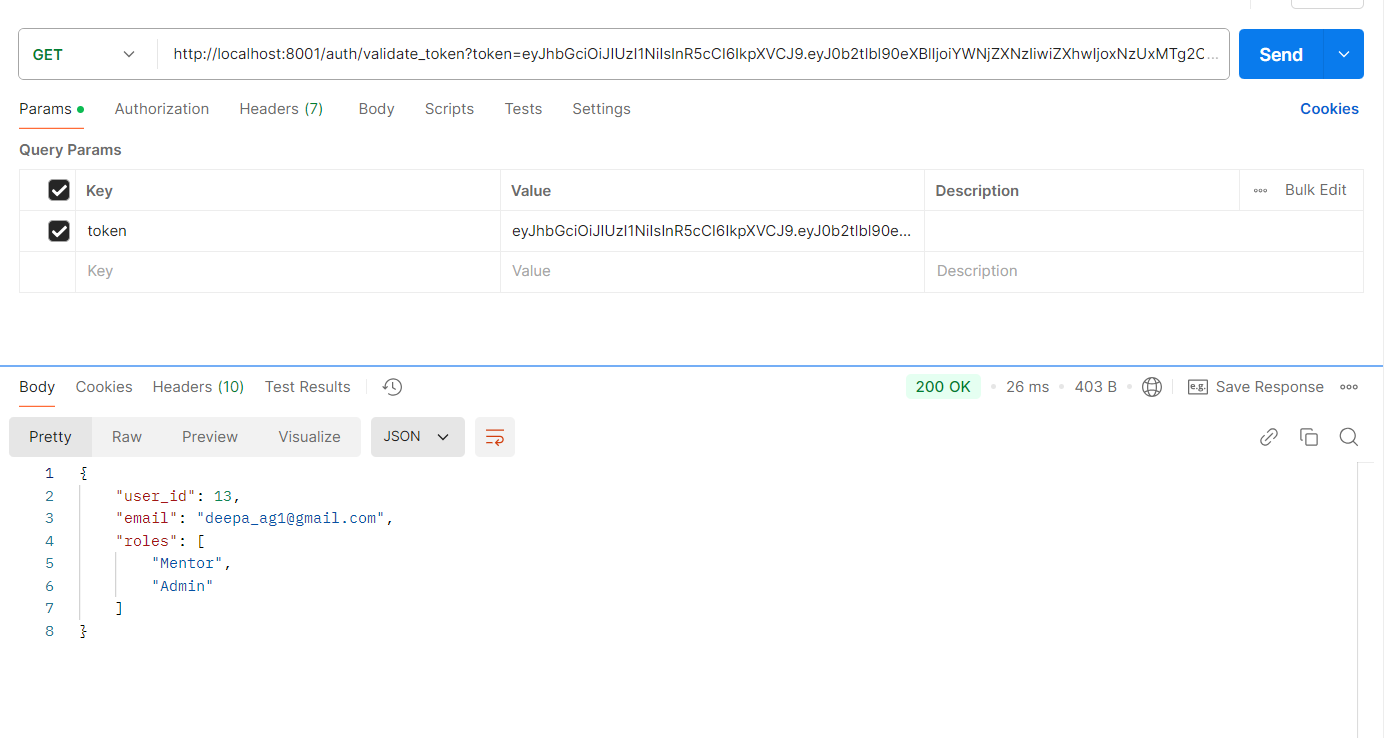 GET http://localhost:8001/auth/validate_token?token=eyJhbGciOiJIUzI1NiIsInR5cCI6IkpXVCJ9.eyJ0b2tlbl90eXBlIjoiYWNjZXNzIiwiZXhwIjoxNzUxMTg2C... Send
Params Authorization Headers (7) Body Scripts Tests Settings Cookies
Query Params
Key Value Description Bulk Edit
token eyJhbGciOiJIUzI1NiIsInR5cCI6IkpXVCJ9.eyJ0b2tlbl90e...
Key Value Description
Body Cookies Headers (10) Test Results 200 OK 26 ms 403 B e.g. Save Response
Pretty Raw Preview Visualize JSON
1 {
2 "user_id": 13,
3 "email": "deepa_ag1@gmail.com",
4 "roles": [
5 "Mentor",
6 "Admin"
7 ]
8 }